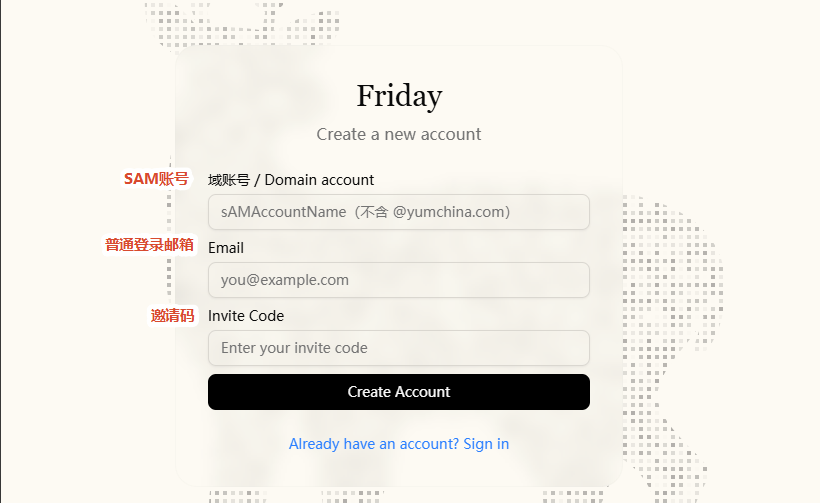 Friday
Create a new account
SAM账号
域账号 / Domain account
sAMAccountName（不含 @yumchina.com）
普通登录邮箱
Email
you@example.com
邀请码
Invite Code
Enter your invite code
Create Account
Already have an account? Sign in